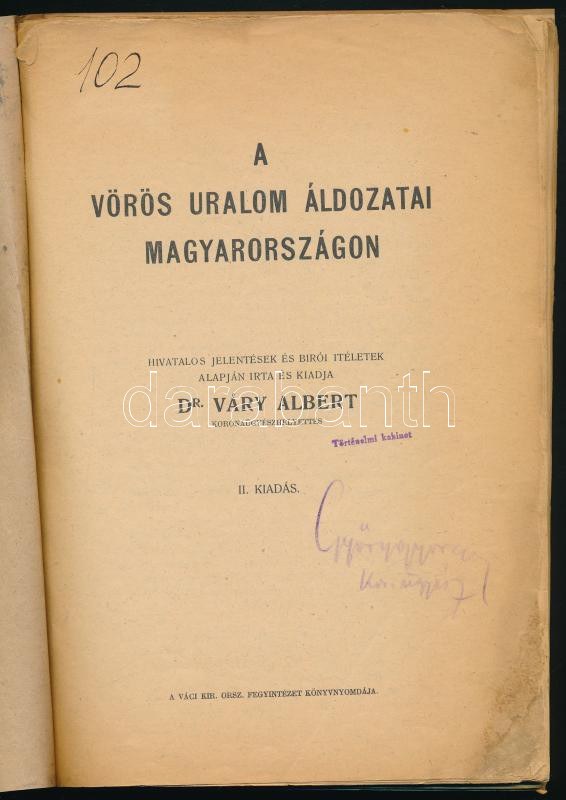 102
A
VÖRÖS URALOM ÁLDOZATAI
MAGYARORSZÁGON
HIVATALOS JELENTÉSEK ÉS BIRÓI ITÉLETEK
ALAPJÁN IRTA ÉS KIADJA
DR. VÁRY ALBERT
KORONAÜGYÉSZHELYETTES
darabanth
Történelmi kabinet
II. KIADÁS.
A VÁCI KIR. ORSZ. FEGYINTÉZET KÖNYVNYOMDÁJA.